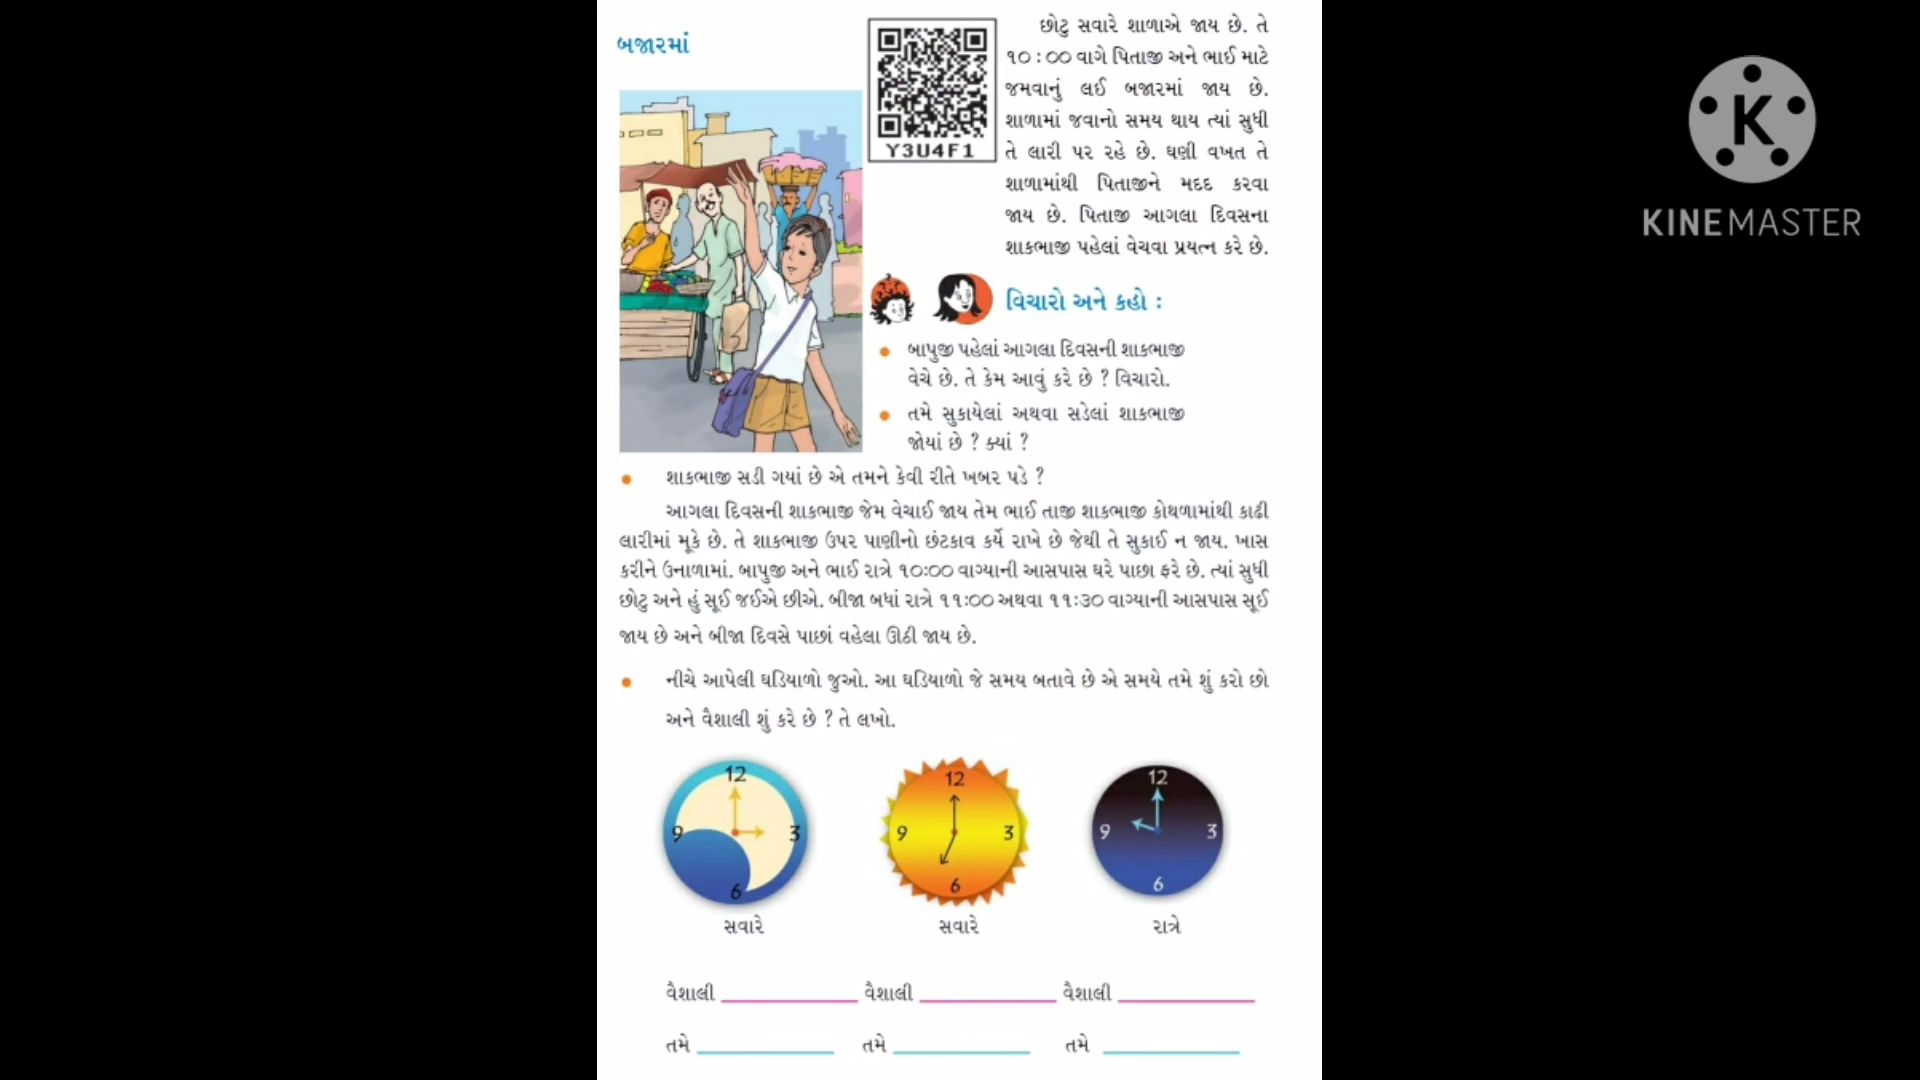 બજારમાં
Y3U4F1
છોટુ સવારે શાળાએ જાય છે. તે
૧૦ : ૦૦ વાગે પિતાજી અને ભાઈ માટે
જમવાનું લઈ બજારમાં જાય છે.
શાળામાં જવાનો સમય થાય ત્યાં સુધી
તે લારી પર રહે છે. ઘણી વખત તે
શાળામાંથી પિતાજીને મદદ કરવા
જાય છે. પિતાજી આગલા દિવસના
શાકભાજી પહેલાં વેચવા પ્રયત્ન કરે છે.
વિચારો અને કહો :
બાપુજી પહેલાં આગલા દિવસની શાકભાજી
વેચે છે. તે કેમ આવું કરે છે ? વિચારો.
તમે સુકાયેલાં અથવા સડેલાં શાકભાજી
જોયાં છે ? ક્યાં ?
શાકભાજી સડી ગયાં છે એ તમને કેવી રીતે ખબર પડે ?
આગલા દિવસની શાકભાજી જેમ વેચાઈ જાય તેમ ભાઈ તાજી શાકભાજી કોથળામાંથી કાઢી
લારીમાં મૂકે છે. તે શાકભાજી ઉપર પાણીનો છંટકાવ કર્યે રાખે છે જેથી તે સુકાઈ ન જાય. ખાસ
કરીને ઉનાળામાં. બાપુજી અને ભાઈ રાત્રે ૧૦:૦૦ વાગ્યાની આસપાસ ઘરે પાછા ફરે છે. ત્યાં સુધી
છોટુ અને હું સૂઈ જઈએ છીએ. બીજા બધાં રાત્રે ૧૧:૦૦ અથવા ૧૧:૩૦ વાગ્યાની આસપાસ સૂઈ
જાય છે અને બીજા દિવસે પાછાં વહેલા ઊઠી જાય છે.
નીચે આપેલી ઘડિયાળો જુઓ. આ ઘડિયાળો જે સમય બતાવે છે એ સમયે તમે શું કરો છો
અને વૈશાલી શું કરે છે ? તે લખો.
12 12 12
9 3 9 3 9 3
6 6 6
સવારે સવારે રાત્રે
વૈશાલી વૈશાલી વૈશાલી
તમે તમે તમે
K
KINEMASTER